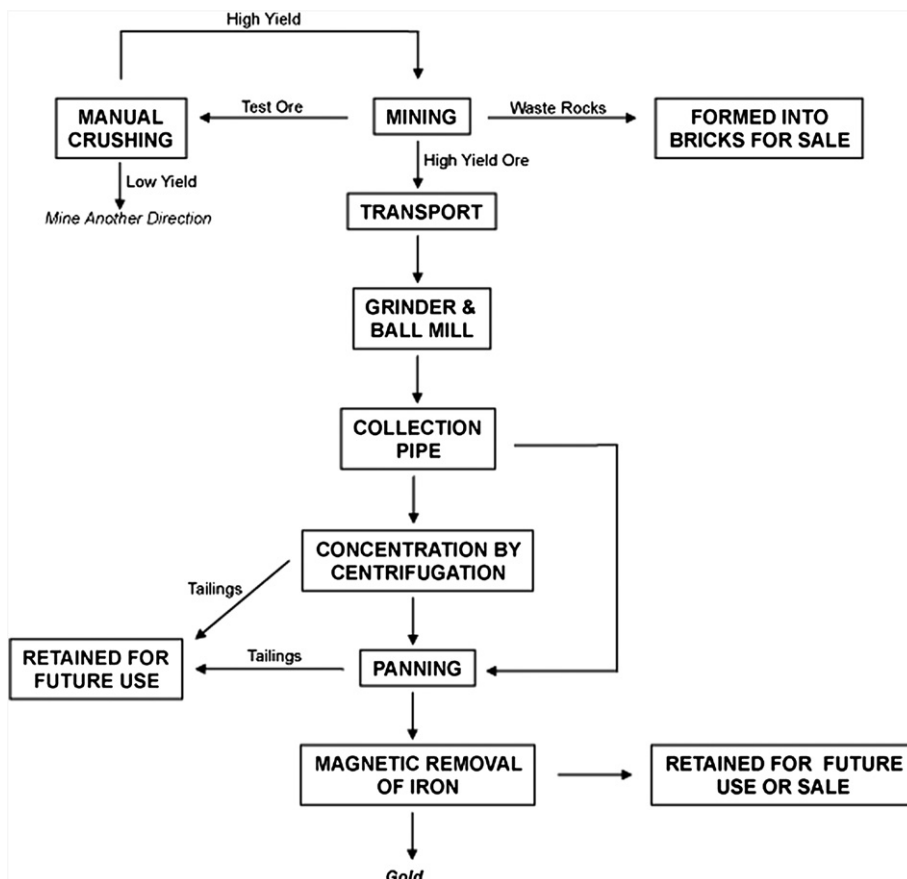 High Yield
MANUAL
CRUSHING
Test Ore
MINING
Waste Rocks
FORMED INTO
BRICKS FOR SALE
Low Yield
Mine Another Direction
High Yield Ore
TRANSPORT
GRINDER &
BALL MILL
COLLECTION
PIPE
CONCENTRATION BY
CENTRIFUGATION
Tailings
RETAINED FOR
FUTURE USE
Tailings
PANNING
MAGNETIC REMOVAL
OF IRON
RETAINED FOR FUTURE
USE OR SALE
Gold